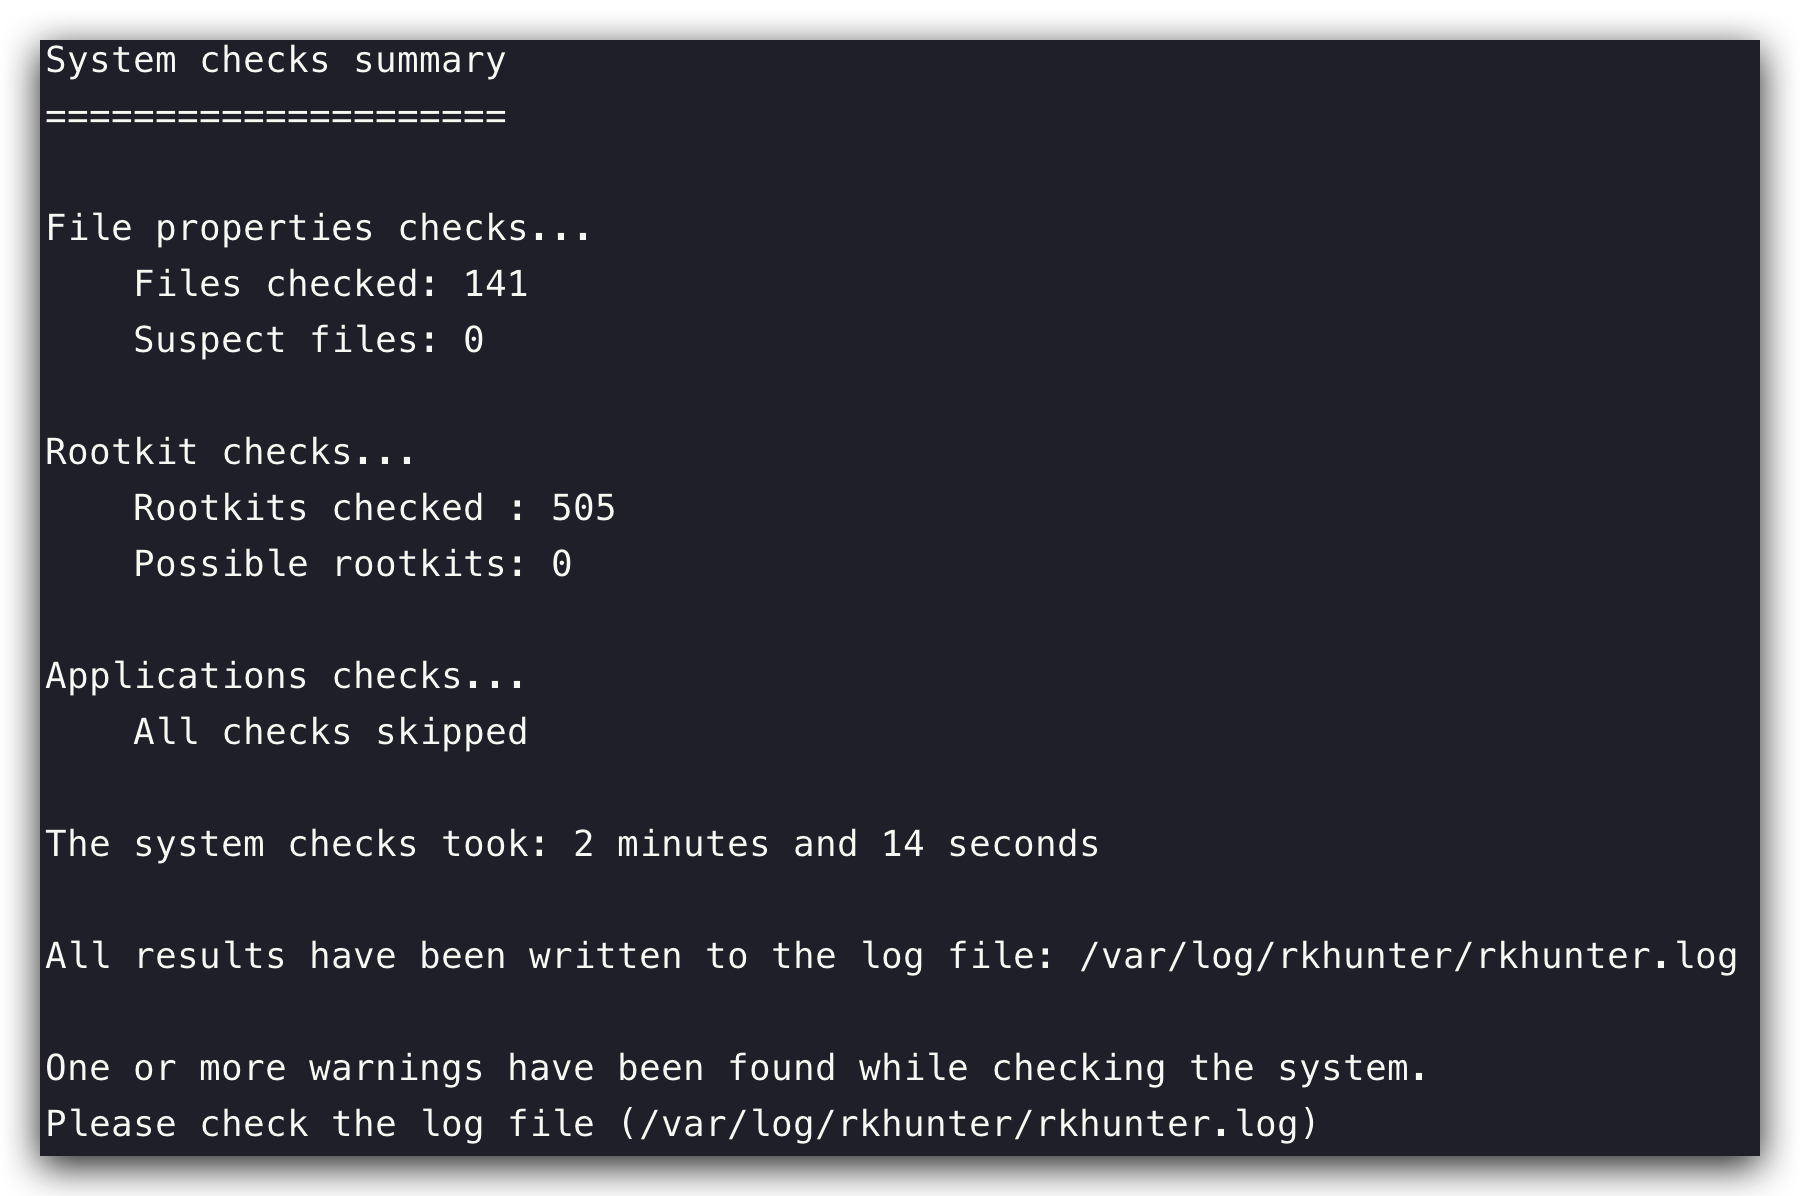 System checks summary
=====================
File properties checks...
Files checked: 141
Suspect files: 0
Rootkit checks...
Rootkits checked : 505
Possible rootkits: 0
Applications checks...
All checks skipped
The system checks took: 2 minutes and 14 seconds
All results have been written to the log file: /var/log/rkhunter/rkhunter.log
One or more warnings have been found while checking the system.
Please check the log file (/var/log/rkhunter/rkhunter.log)